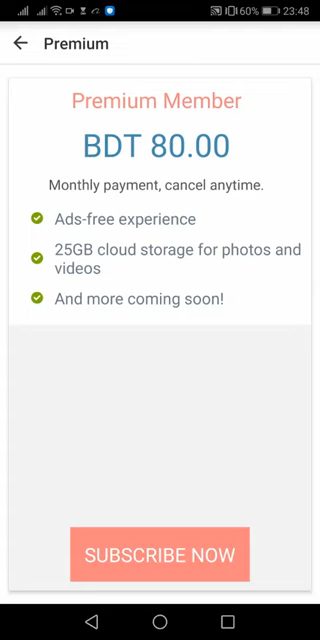 60% 23:48
Premium
Premium Member
BDT 80.00
Monthly payment, cancel anytime.
Ads-free experience
25GB cloud storage for photos and
videos
And more coming soon!
SUBSCRIBE NOW